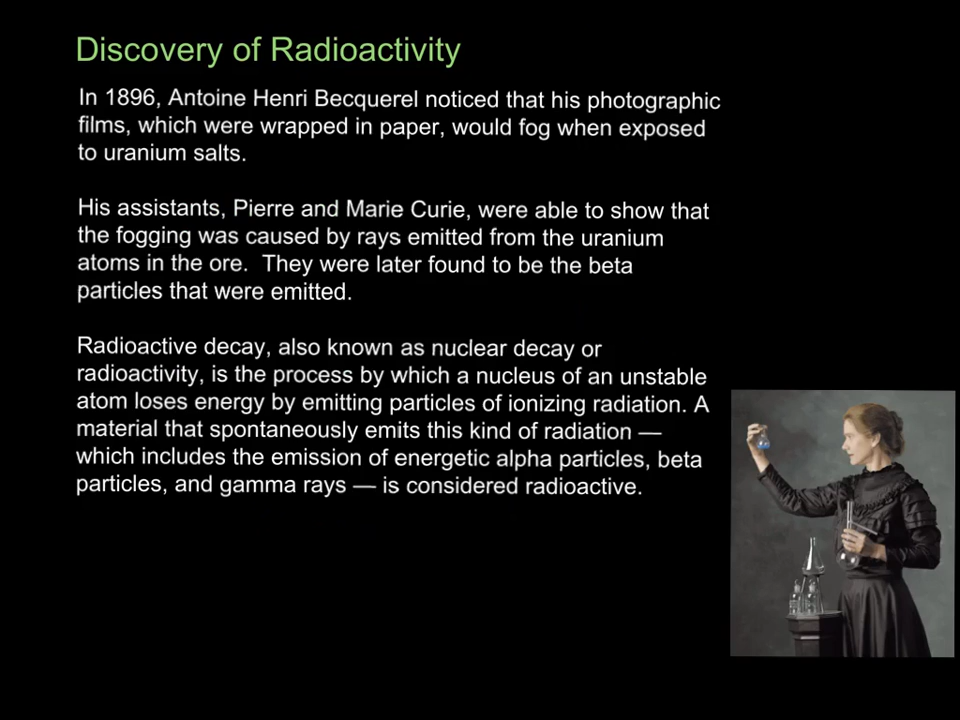 Discovery of Radioactivity
In 1896, Antoine Henri Becquerel noticed that his photographic
films, which were wrapped in paper, would fog when exposed
to uranium salts.
His assistants, Pierre and Marie Curie, were able to show that
the fogging was caused by rays emitted from the uranium
atoms in the ore.  They were later found to be the beta
particles that were emitted.
Radioactive decay, also known as nuclear decay or
radioactivity, is the process by which a nucleus of an unstable
atom loses energy by emitting particles of ionizing radiation. A
material that spontaneously emits this kind of radiation —
which includes the emission of energetic alpha particles, beta
particles, and gamma rays — is considered radioactive.